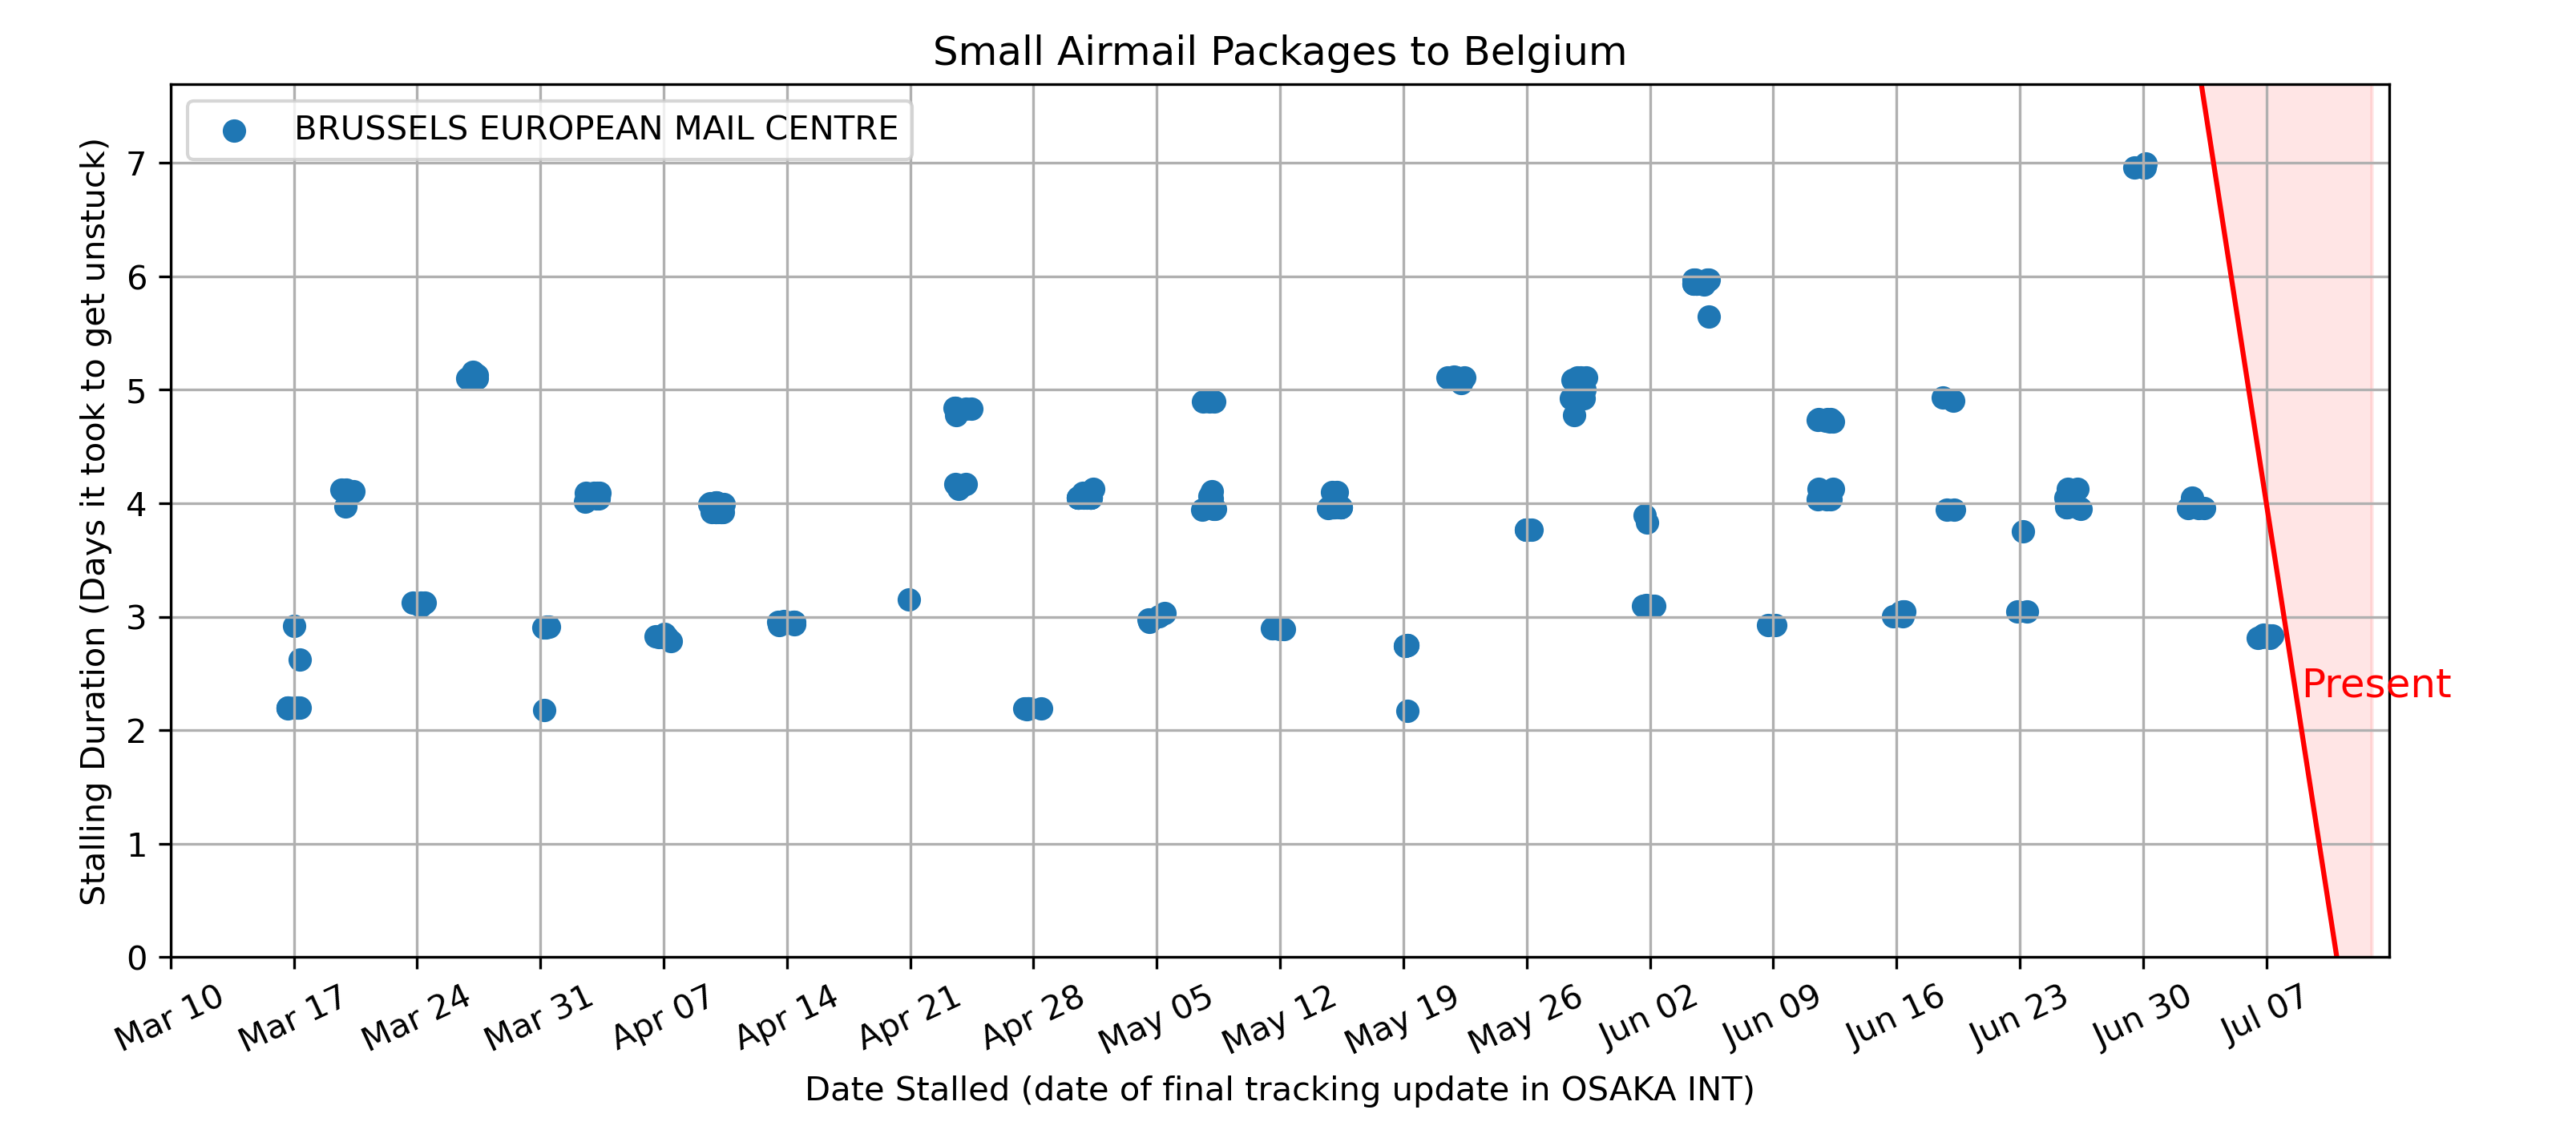 Small Airmail Packages to Belgium
BRUSSELS EUROPEAN MAIL CENTRE
Stalling Duration (Days it took to get unstuck)
7
6
5
4
3
2
1
0
Present
Mar 10
Mar 17
Mar 24
Mar 31
Apr 07
Apr 14
Apr 21
Apr 28
May 05
May 12
May 19
May 26
Jun 02
Jun 09
Jun 16
Jun 23
Jun 30
Jul 07
Date Stalled (date of final tracking update in OSAKA INT)